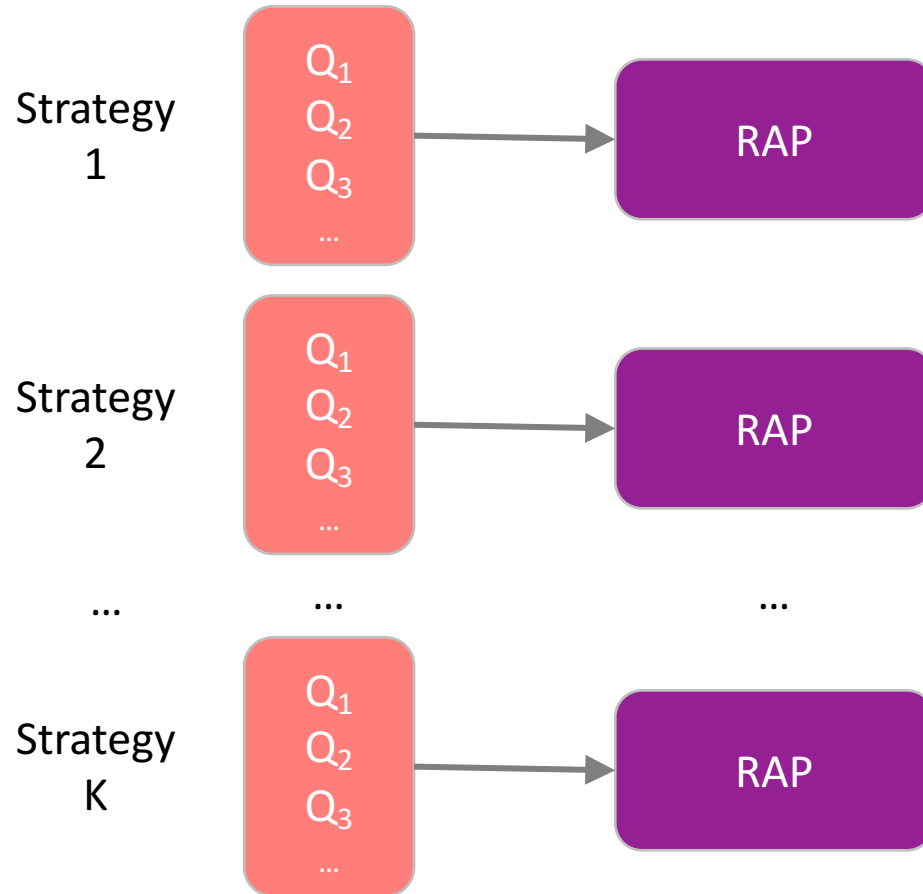 Strategy
1
Q₁
Q₂
Q₃
...
RAP
Strategy
2
Q₁
Q₂
Q₃
...
RAP
... ... ...
Strategy
K
Q₁
Q₂
Q₃
...
RAP